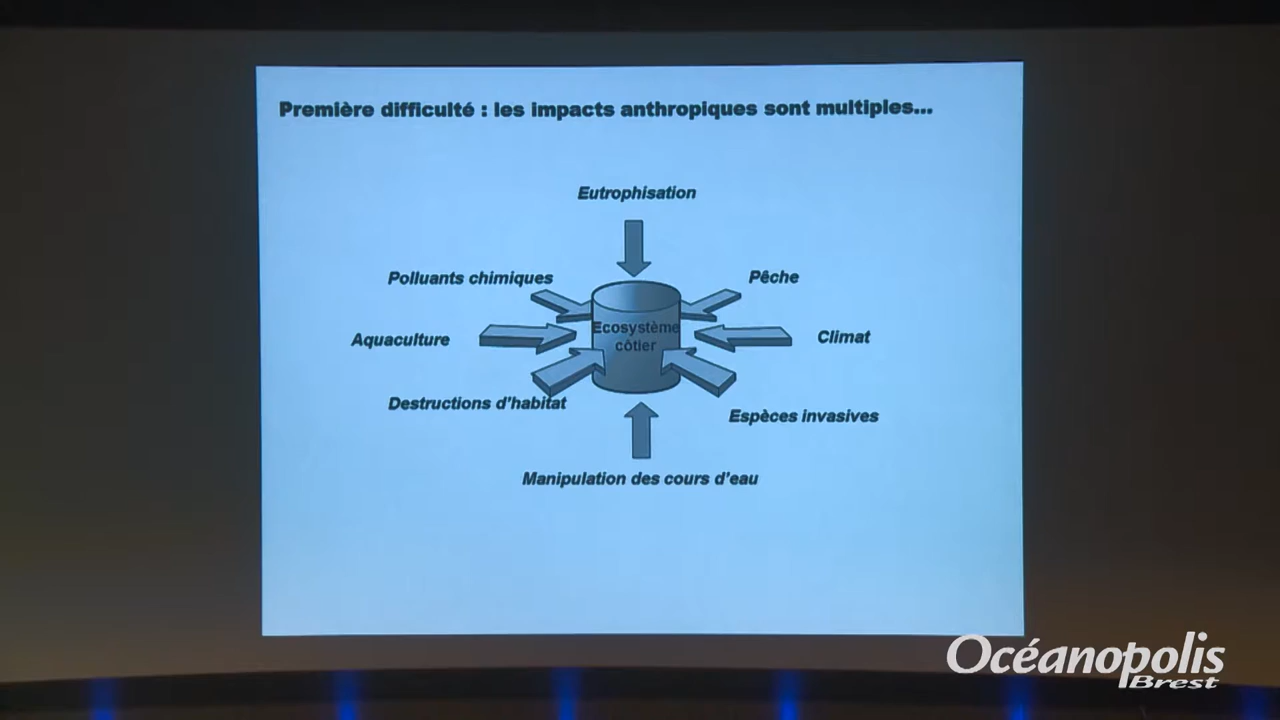 Première difficulté : les impacts anthropiques sont multiples...
Eutrophisation
Polluants chimiques
Pêche
Ecosystème
côtier
Aquaculture
Climat
Destructions d'habitat
Espèces invasives
Manipulation des cours d'eau
Océanopolis
Brest